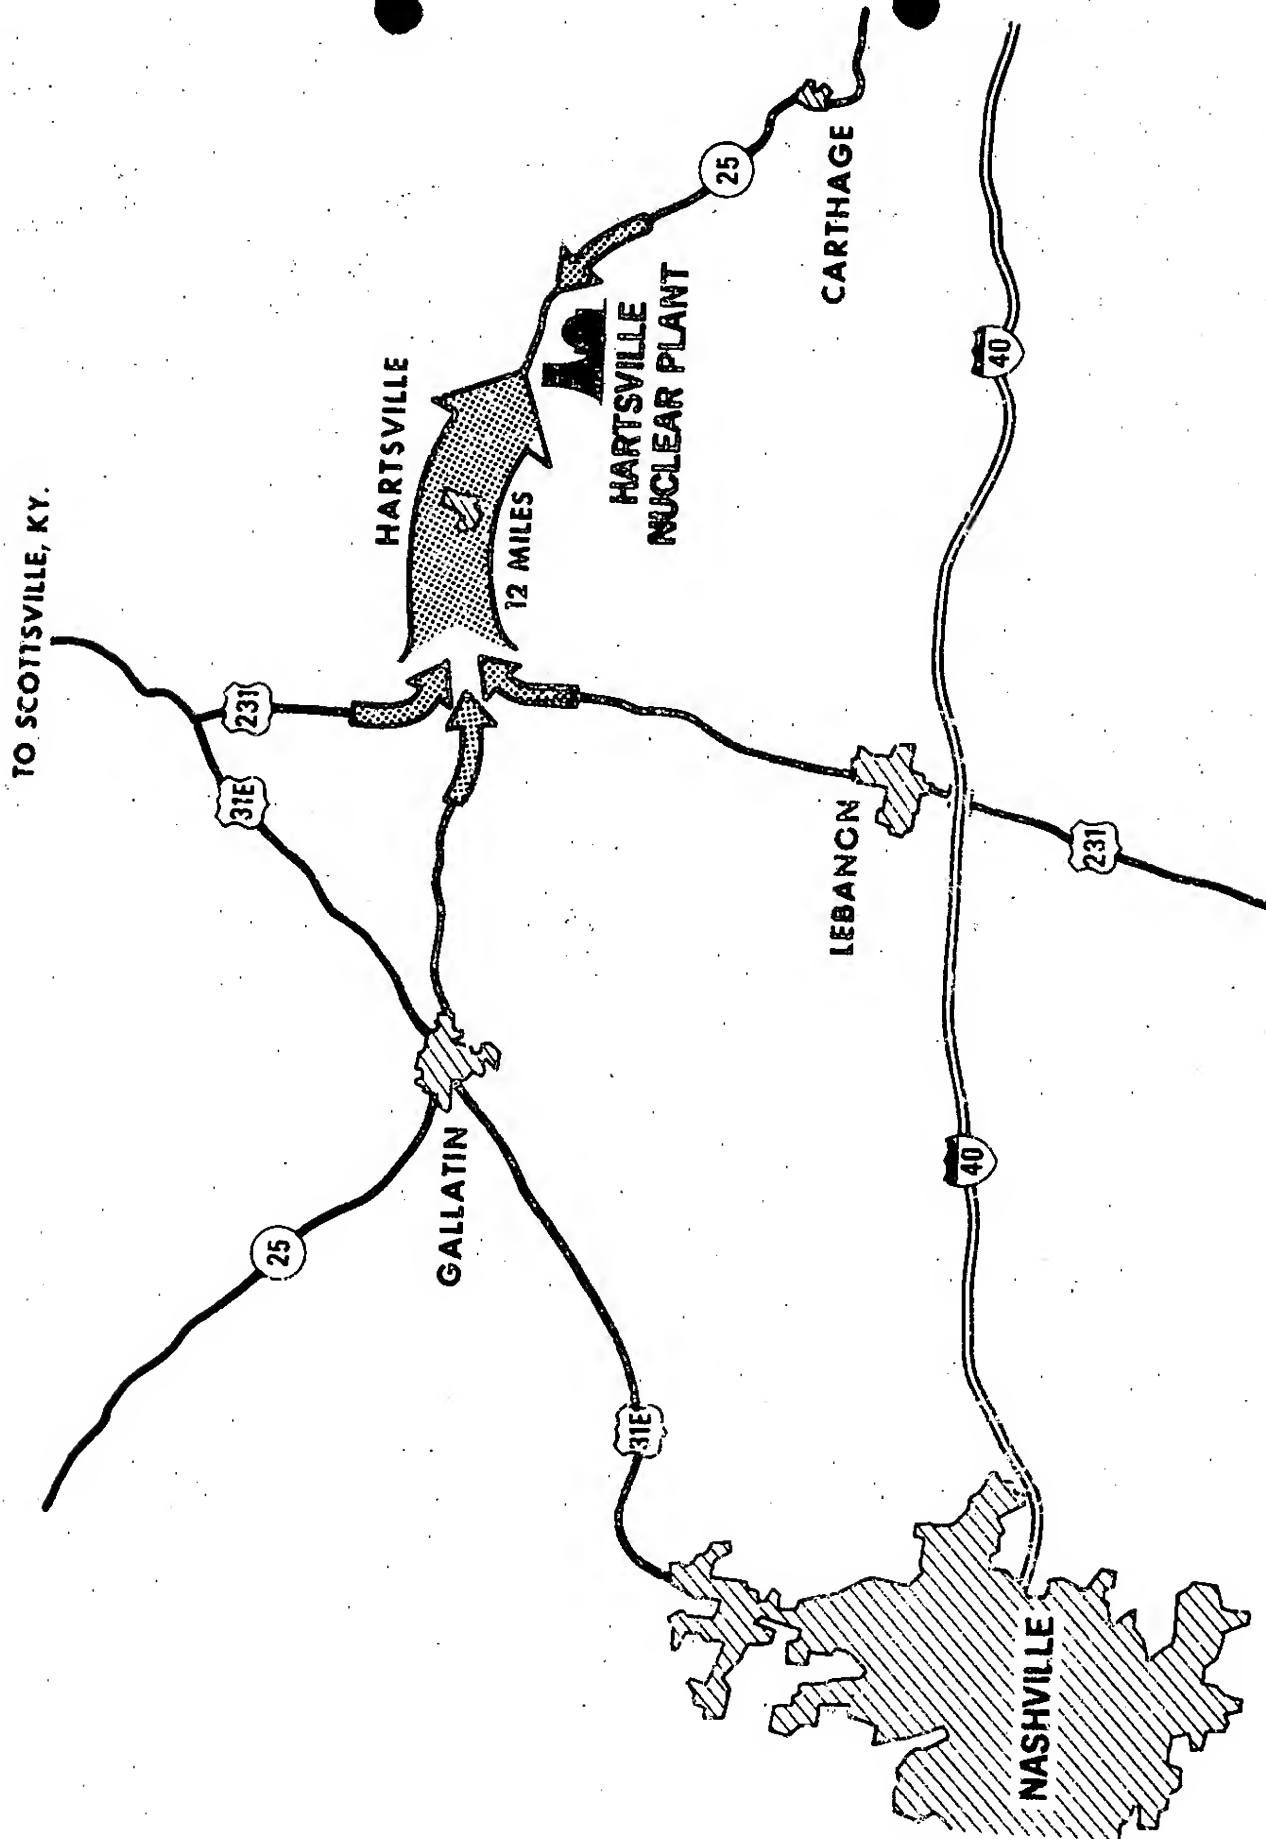 TO SCOTTSVILLE, KY.
231
31E
25
HARTSVILLE
12 MILES
HARTSVILLE
NUCLEAR PLANT
25
CARTHAGE
GALLATIN
31E
LEBANON
40
40
231
NASHVILLE